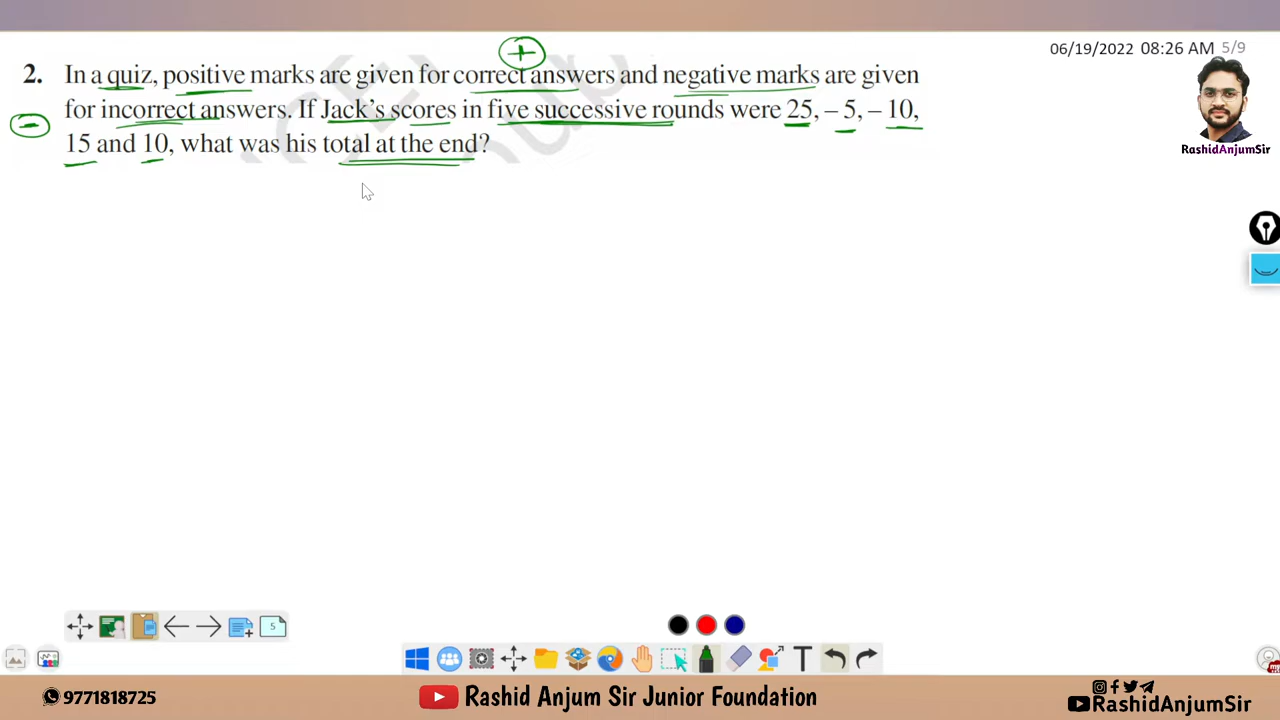 06/19/2022 08:26 AM 5/9
+
2. In a quiz, positive marks are given for correct answers and negative marks are given
for incorrect answers. If Jack’s scores in five successive rounds were 25, – 5, – 10,
–
15 and 10, what was his total at the end?
RashidAnjumSir
5
T
9771818725
Rashid Anjum Sir Junior Foundation
RashidAnjumSir